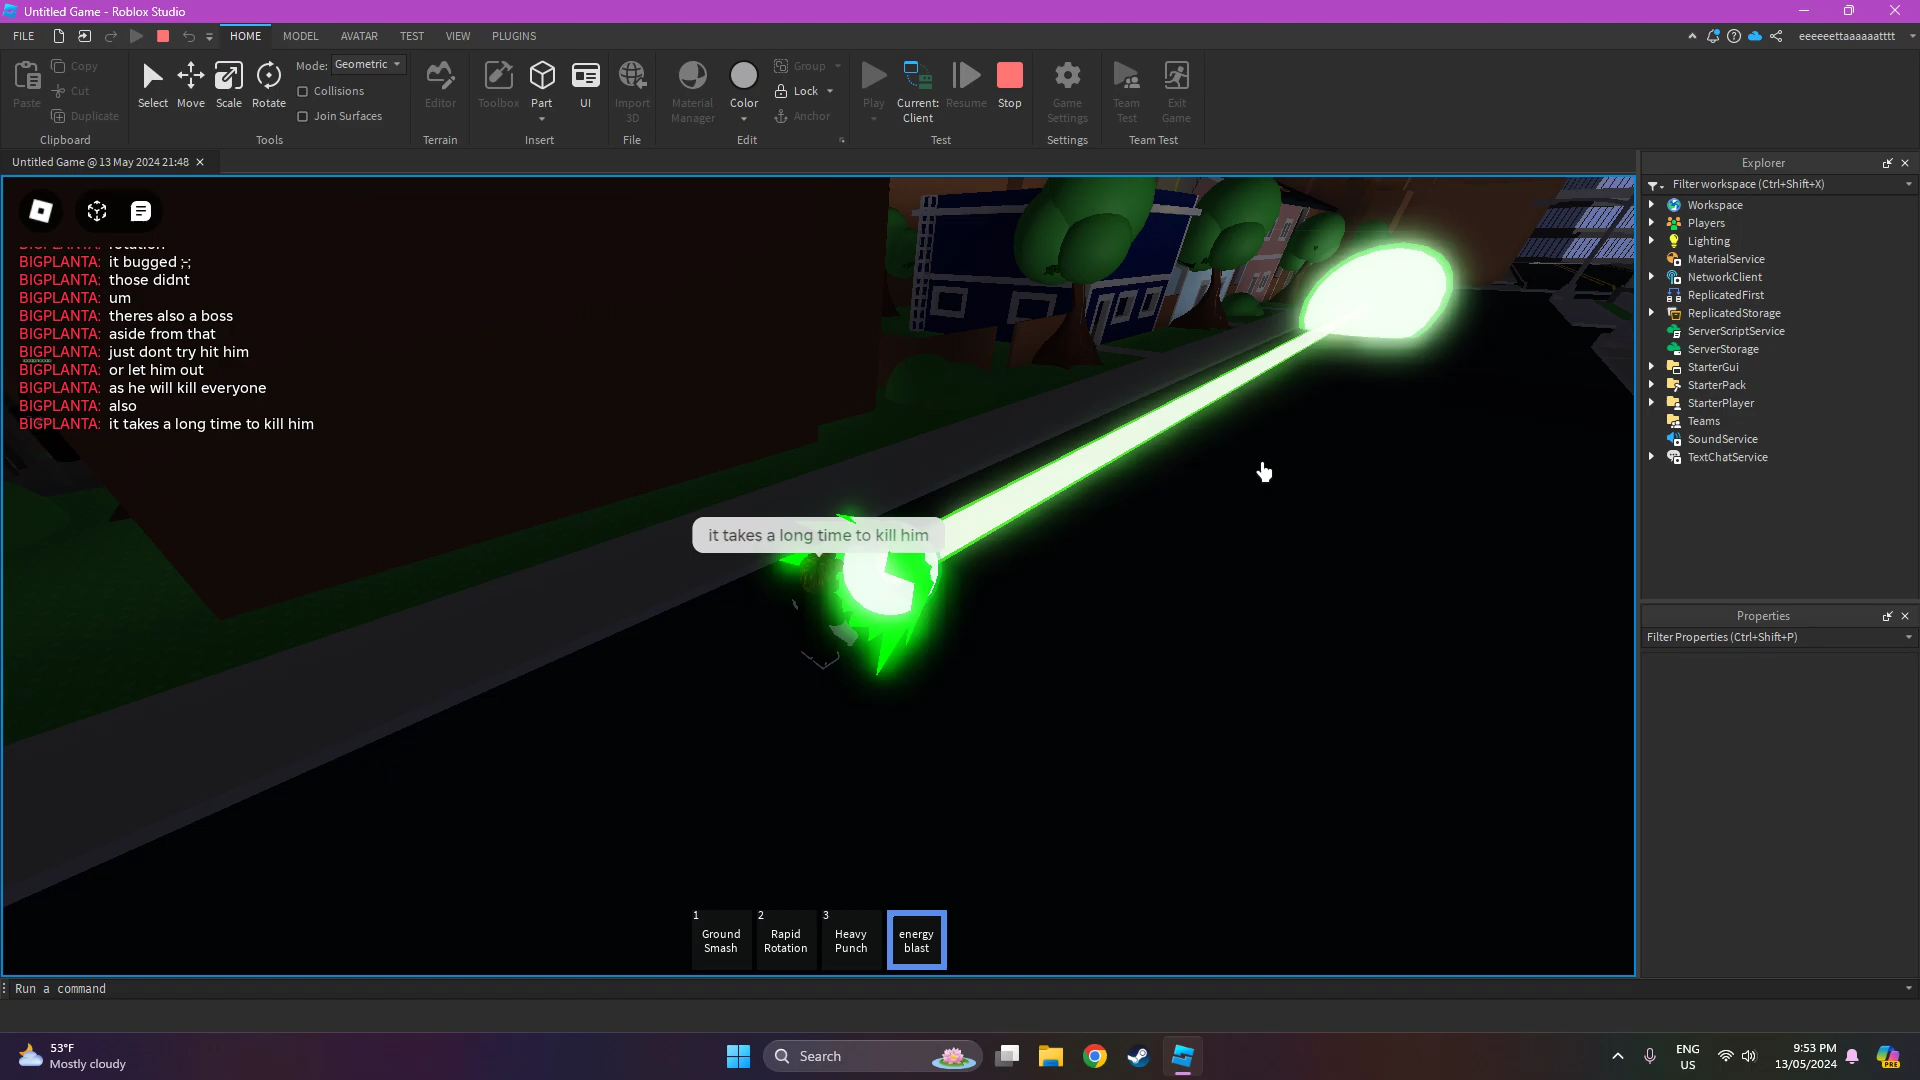 Untitled Game - Roblox Studio
FILE HOME MODEL AVATAR TEST VIEW PLUGINS eeeeeettaaaaaatttt
Paste Copy Cut Duplicate Clipboard
Select Move Scale Rotate Mode: Geometric Collisions Join Surfaces Tools
Editor Terrain
Toolbox Part UI Insert
Import 3D File
Material Manager Color Group Lock Anchor Edit
Play Current: Client Resume Stop Test
Game Settings Settings
Team Test Exit Game Team Test
Untitled Game @ 13 May 2024 21:48
BIGPLANTA: rotation
BIGPLANTA: it bugged ;-;
BIGPLANTA: those didnt
BIGPLANTA: um
BIGPLANTA: theres also a boss
BIGPLANTA: aside from that
BIGPLANTA: just dont try hit him
BIGPLANTA: or let him out
BIGPLANTA: as he will kill everyone
BIGPLANTA: also
BIGPLANTA: it takes a long time to kill him
it takes a long time to kill him
1 Ground Smash
2 Rapid Rotation
3 Heavy Punch
energy blast
Explorer
Filter workspace (Ctrl+Shift+X)
Workspace
Players
Lighting
MaterialService
NetworkClient
ReplicatedFirst
ReplicatedStorage
ServerScriptService
ServerStorage
StarterGui
StarterPack
StarterPlayer
Teams
SoundService
TextChatService
Properties
Filter Properties (Ctrl+Shift+P)
Run a command
53°F
Mostly cloudy
Search
ENG
US
9:53 PM
13/05/2024
PRE